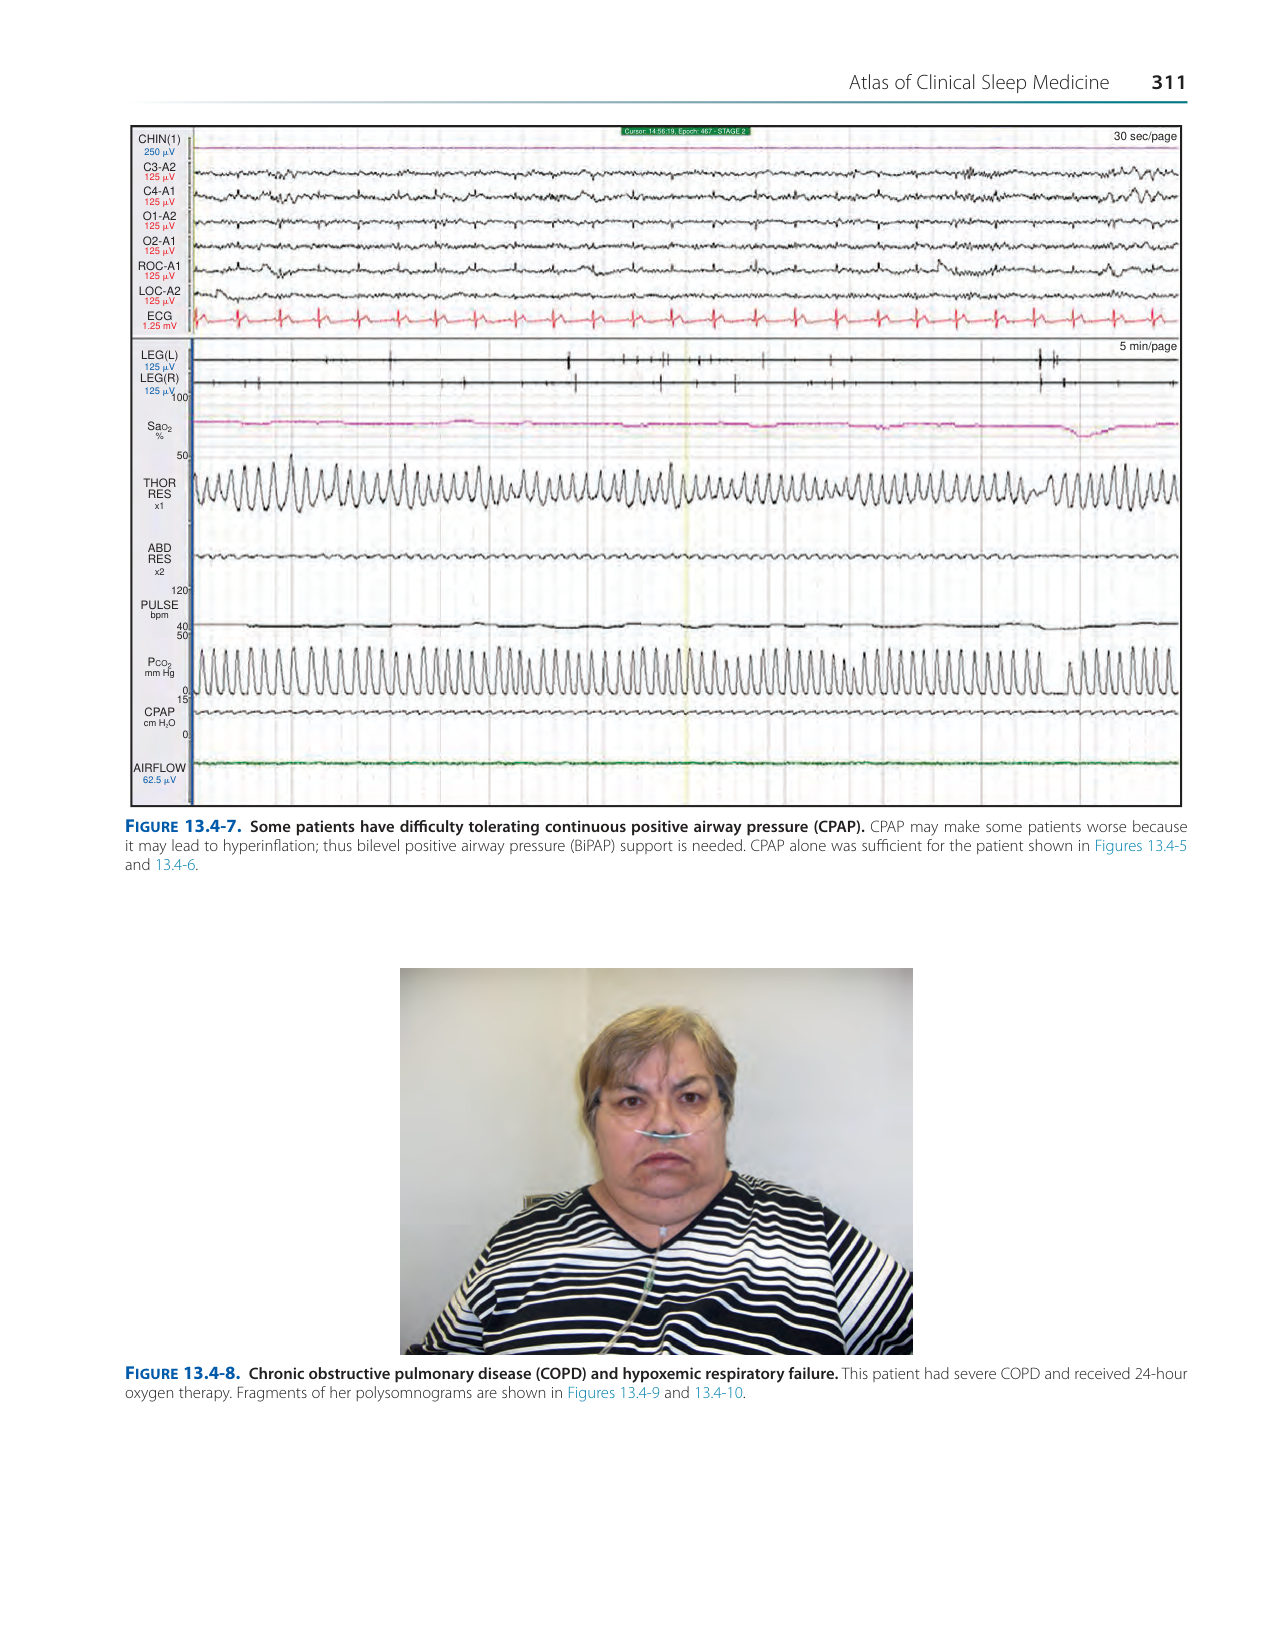 Atlas of Clinical Sleep Medicine 311
Cursor: 14:56:19, Epoch: 467 - STAGE 2
30 sec/page
CHIN(1)
250 µV
C3-A2
125 µV
C4-A1
125 µV
O1-A2
125 µV
O2-A1
125 µV
ROC-A1
125 µV
LOC-A2
125 µV
ECG
1.25 mV
5 min/page
LEG(L)
125 µV
LEG(R)
125 µV
100
SaO₂
%
50
THOR
RES
x1
ABD
RES
x2
120
PULSE
bpm
40
50
PCO₂
mm Hg
0
15
CPAP
cm H₂O
0
AIRFLOW
62.5 µV
FIGURE 13.4-7. Some patients have difficulty tolerating continuous positive airway pressure (CPAP). CPAP may make some patients worse because
it may lead to hyperinflation; thus bilevel positive airway pressure (BiPAP) support is needed. CPAP alone was sufficient for the patient shown in Figures 13.4-5
and 13.4-6.
FIGURE 13.4-8. Chronic obstructive pulmonary disease (COPD) and hypoxemic respiratory failure. This patient had severe COPD and received 24-hour
oxygen therapy. Fragments of her polysomnograms are shown in Figures 13.4-9 and 13.4-10.